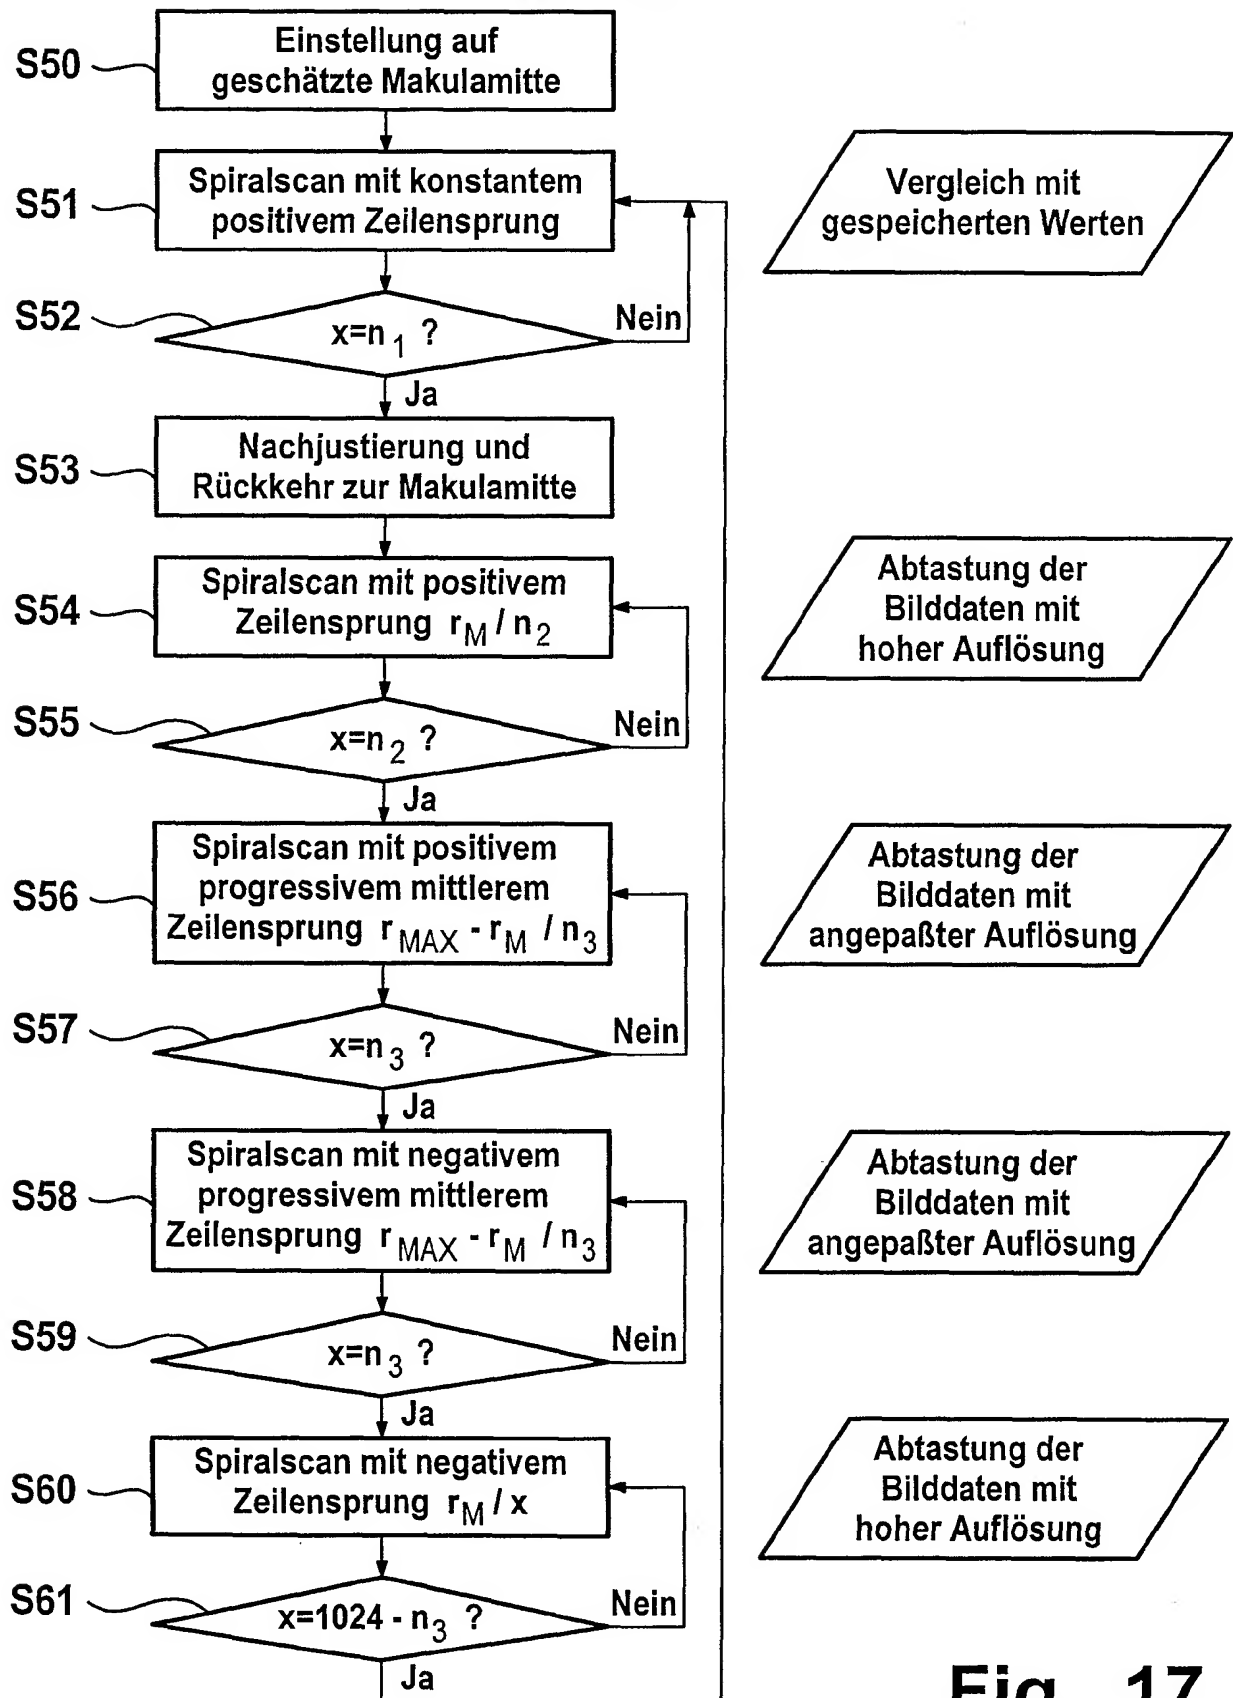 S50
Einstellung auf
geschätzte Makulamitte
S51
Spiralscan mit konstantem
positivem Zeilensprung
Vergleich mit
gespeicherten Werten
S52
x=n1 ?
Nein
Ja
S53
Nachjustierung und
Rückkehr zur Makulamitte
S54
Spiralscan mit positivem
Zeilensprung rM / n2
Abtastung der
Bilddaten mit
hoher Auflösung
S55
x=n2 ?
Nein
Ja
S56
Spiralscan mit positivem
progressivem mittlerem
Zeilensprung rMAX - rM / n3
Abtastung der
Bilddaten mit
angepaßter Auflösung
S57
x=n3 ?
Nein
Ja
S58
Spiralscan mit negativem
progressivem mittlerem
Zeilensprung rMAX - rM / n3
Abtastung der
Bilddaten mit
angepaßter Auflösung
S59
x=n3 ?
Nein
Ja
S60
Spiralscan mit negativem
Zeilensprung rM / x
Abtastung der
Bilddaten mit
hoher Auflösung
S61
x=1024 - n3 ?
Nein
Ja
Fig. 17